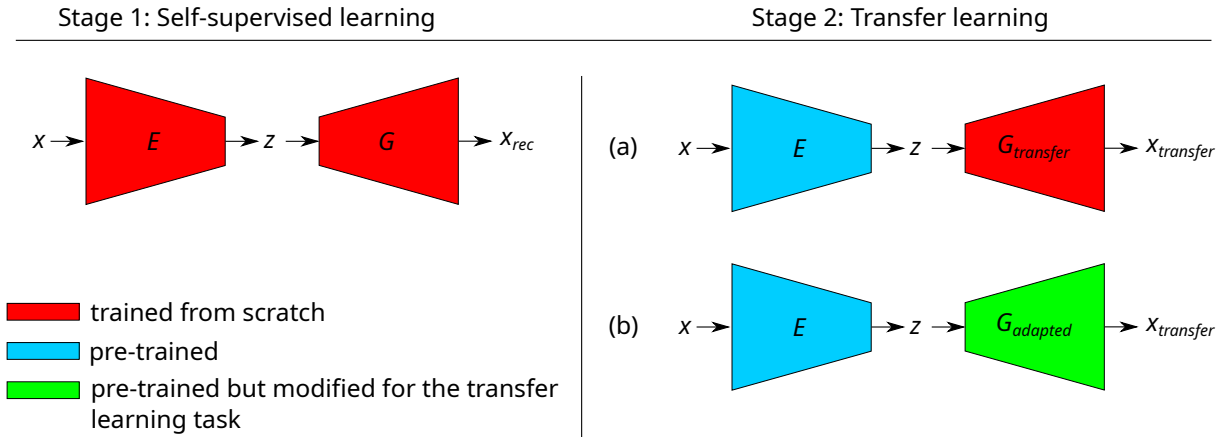 Stage 1: Self-supervised learning
Stage 2: Transfer learning
x E z G x_rec
(a) x E z G_transfer x_transfer
(b) x E z G_adapted x_transfer
trained from scratch
pre-trained
pre-trained but modified for the transfer
learning task